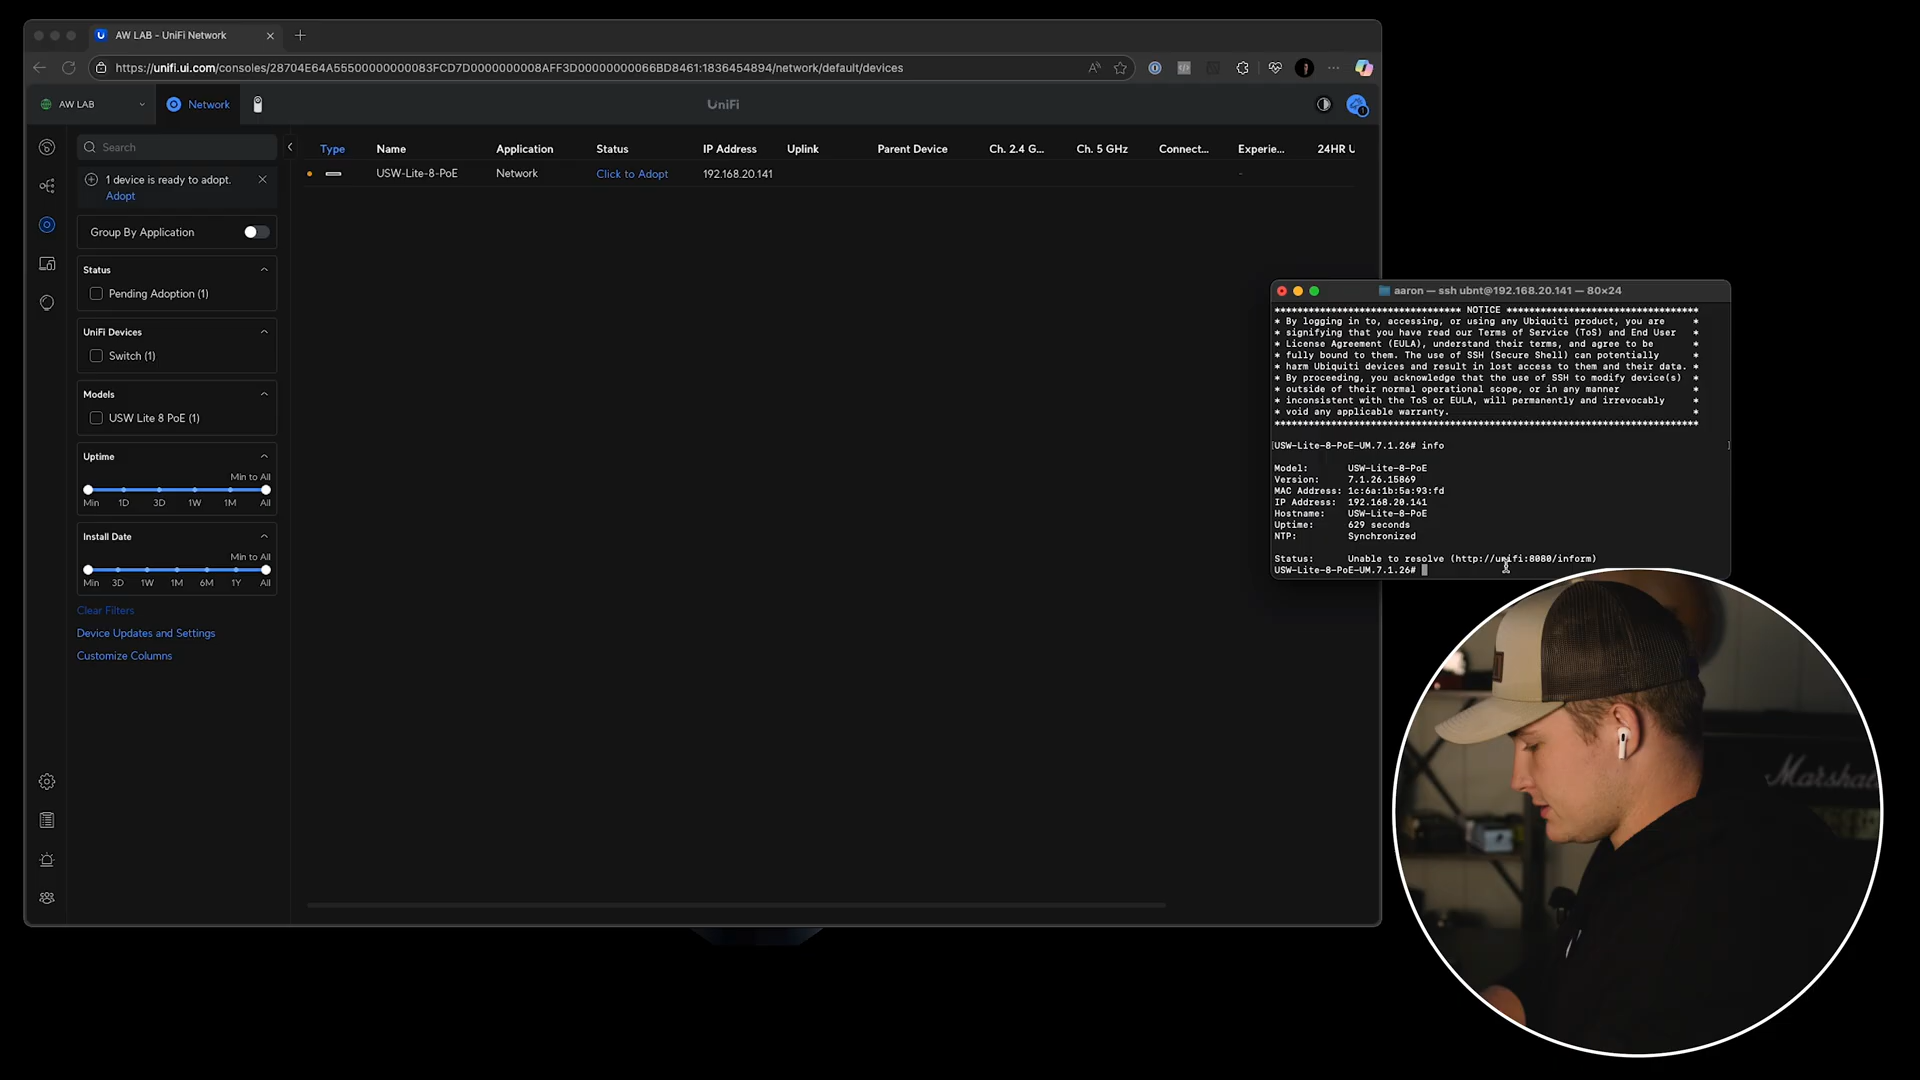 AW LAB - UniFi Network
https://unifi.ui.com/consoles/28704E64A55500000000083FCD7D0000000008AFF3D00000000066BD8461:1836454894/network/default/devices
AW LAB
Network
UniFi
1
Search
1 device is ready to adopt.
Adopt
Group By Application
Status
Pending Adoption (1)
UniFi Devices
Switch (1)
Models
USW Lite 8 PoE (1)
Uptime
Min to All
Min 1D 3D 1W 1M All
Install Date
Min to All
Min 3D 1W 1M 6M 1Y All
Clear Filters
Device Updates and Settings
Customize Columns
Type Name Application Status IP Address Uplink Parent Device Ch. 2.4 G... Ch. 5 GHz Connect... Experie... 24HR U
USW-Lite-8-PoE Network Click to Adopt 192.168.20.141 -
aaron — ssh ubnt@192.168.20.141 — 80×24
******************************* NOTICE *******************************
* By logging in to, accessing, or using any Ubiquiti product, you are *
* signifying that you have read our Terms of Service (ToS) and End User *
* License Agreement (EULA), understand their terms, and agree to be *
* fully bound to them. The use of SSH (Secure Shell) can potentially *
* harm Ubiquiti devices and result in lost access to them and their data. *
* By proceeding, you acknowledge that the use of SSH to modify device(s) *
* outside of their normal operational scope, or in any manner *
* inconsistent with the ToS or EULA, will permanently and irrevocably *
* void any applicable warranty. *
***************************************************************************
[USW-Lite-8-PoE-UM.7.1.26# info ]
Model: USW-Lite-8-PoE
Version: 7.1.26.15869
MAC Address: 1c:6a:1b:5a:93:fd
IP Address: 192.168.20.141
Hostname: USW-Lite-8-PoE
Uptime: 629 seconds
NTP: Synchronized
Status: Unable to resolve (http://unifi:8080/inform)
USW-Lite-8-PoE-UM.7.1.26#
Marshall